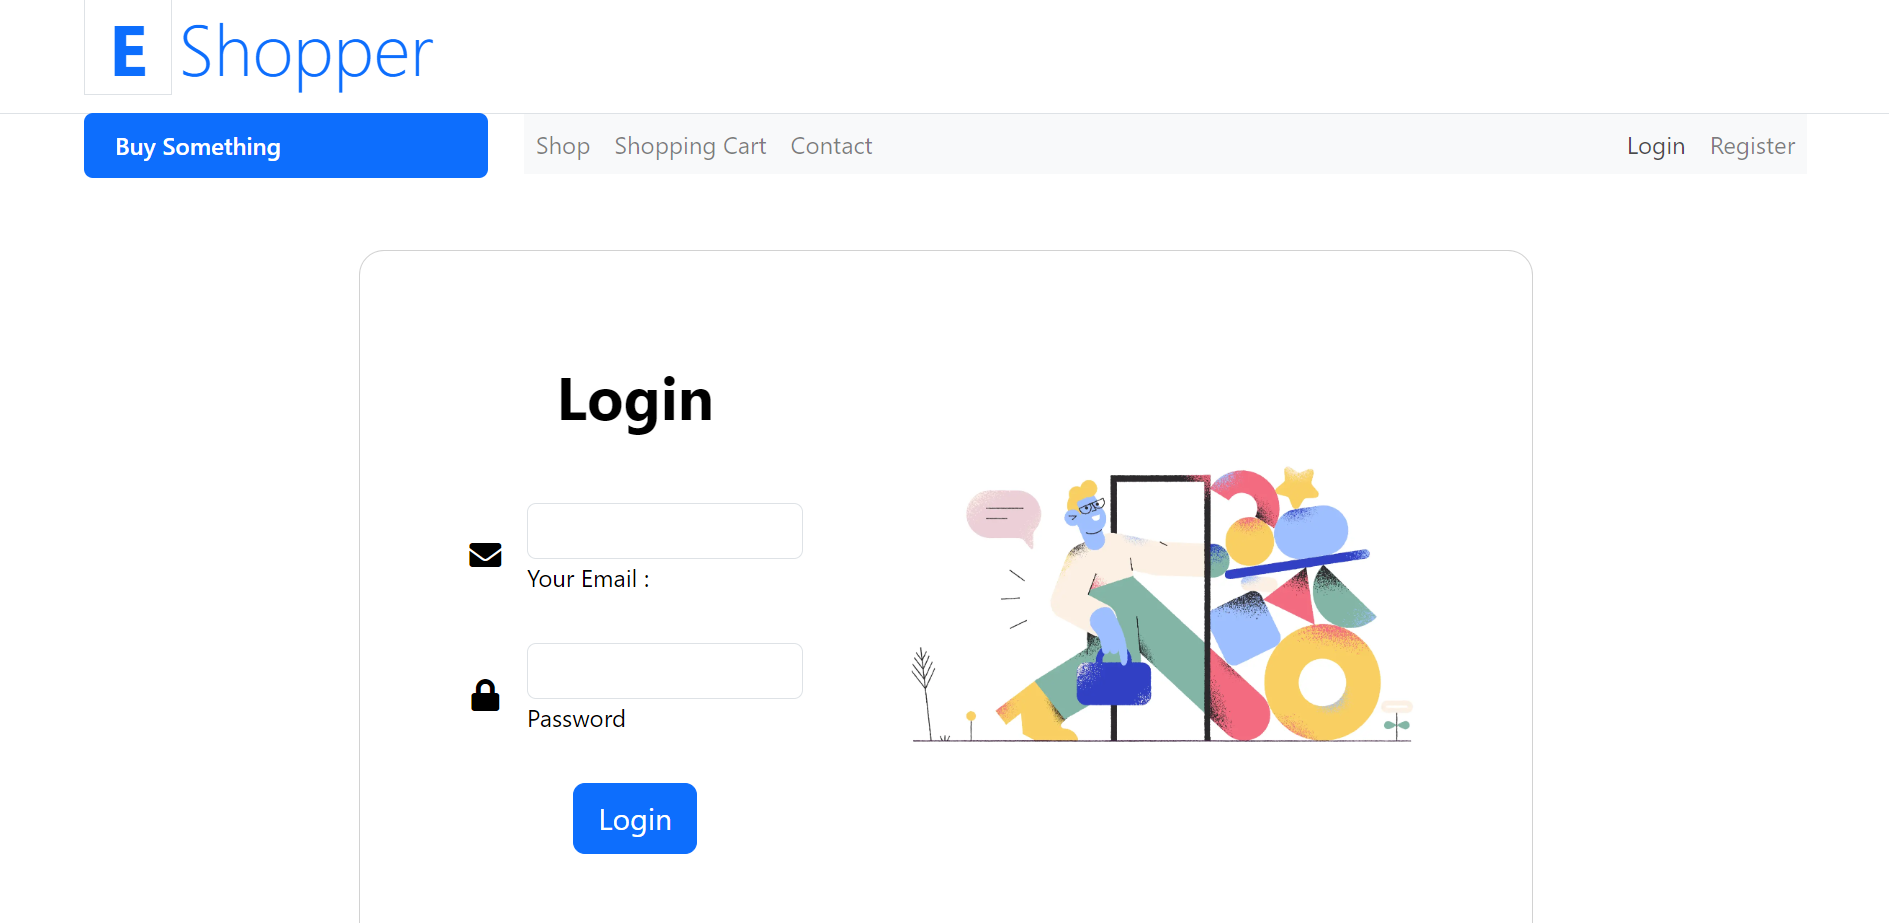 E Shopper
Buy Something
Shop Shopping Cart Contact Login Register
Login
Your Email :
Password
Login